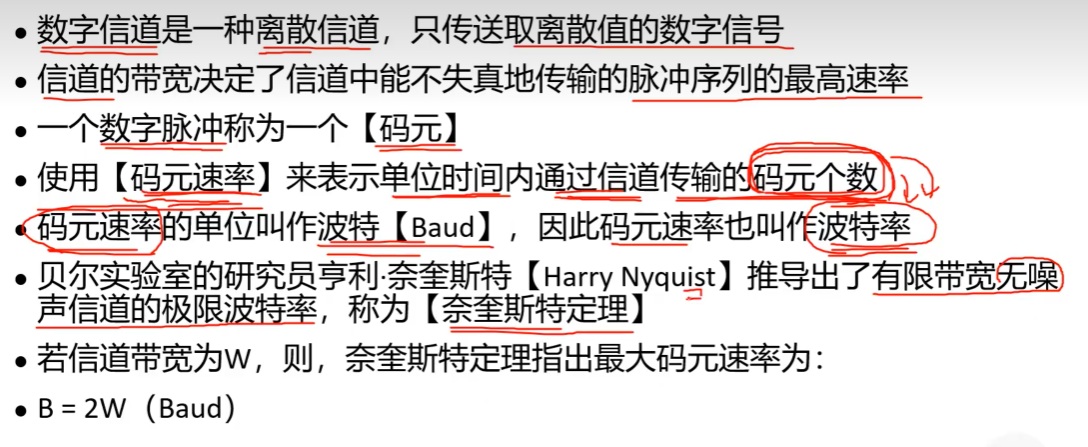 • 数字信道是一种离散信道，只传送取离散值的数字信号
• 信道的带宽决定了信道中能不失真地传输的脉冲序列的最高速率
• 一个数字脉冲称为一个【码元】
• 使用【码元速率】来表示单位时间内通过信道传输的码元个数
• 码元速率的单位叫作波特【Baud】，因此码元速率也叫作波特率
• 贝尔实验室的研究员亨利·奈奎斯特【Harry Nyquist】推导出了有限带宽无噪
声信道的极限波特率，称为【奈奎斯特定理】
• 若信道带宽为W，则，奈奎斯特定理指出最大码元速率为：
• B = 2W（Baud）